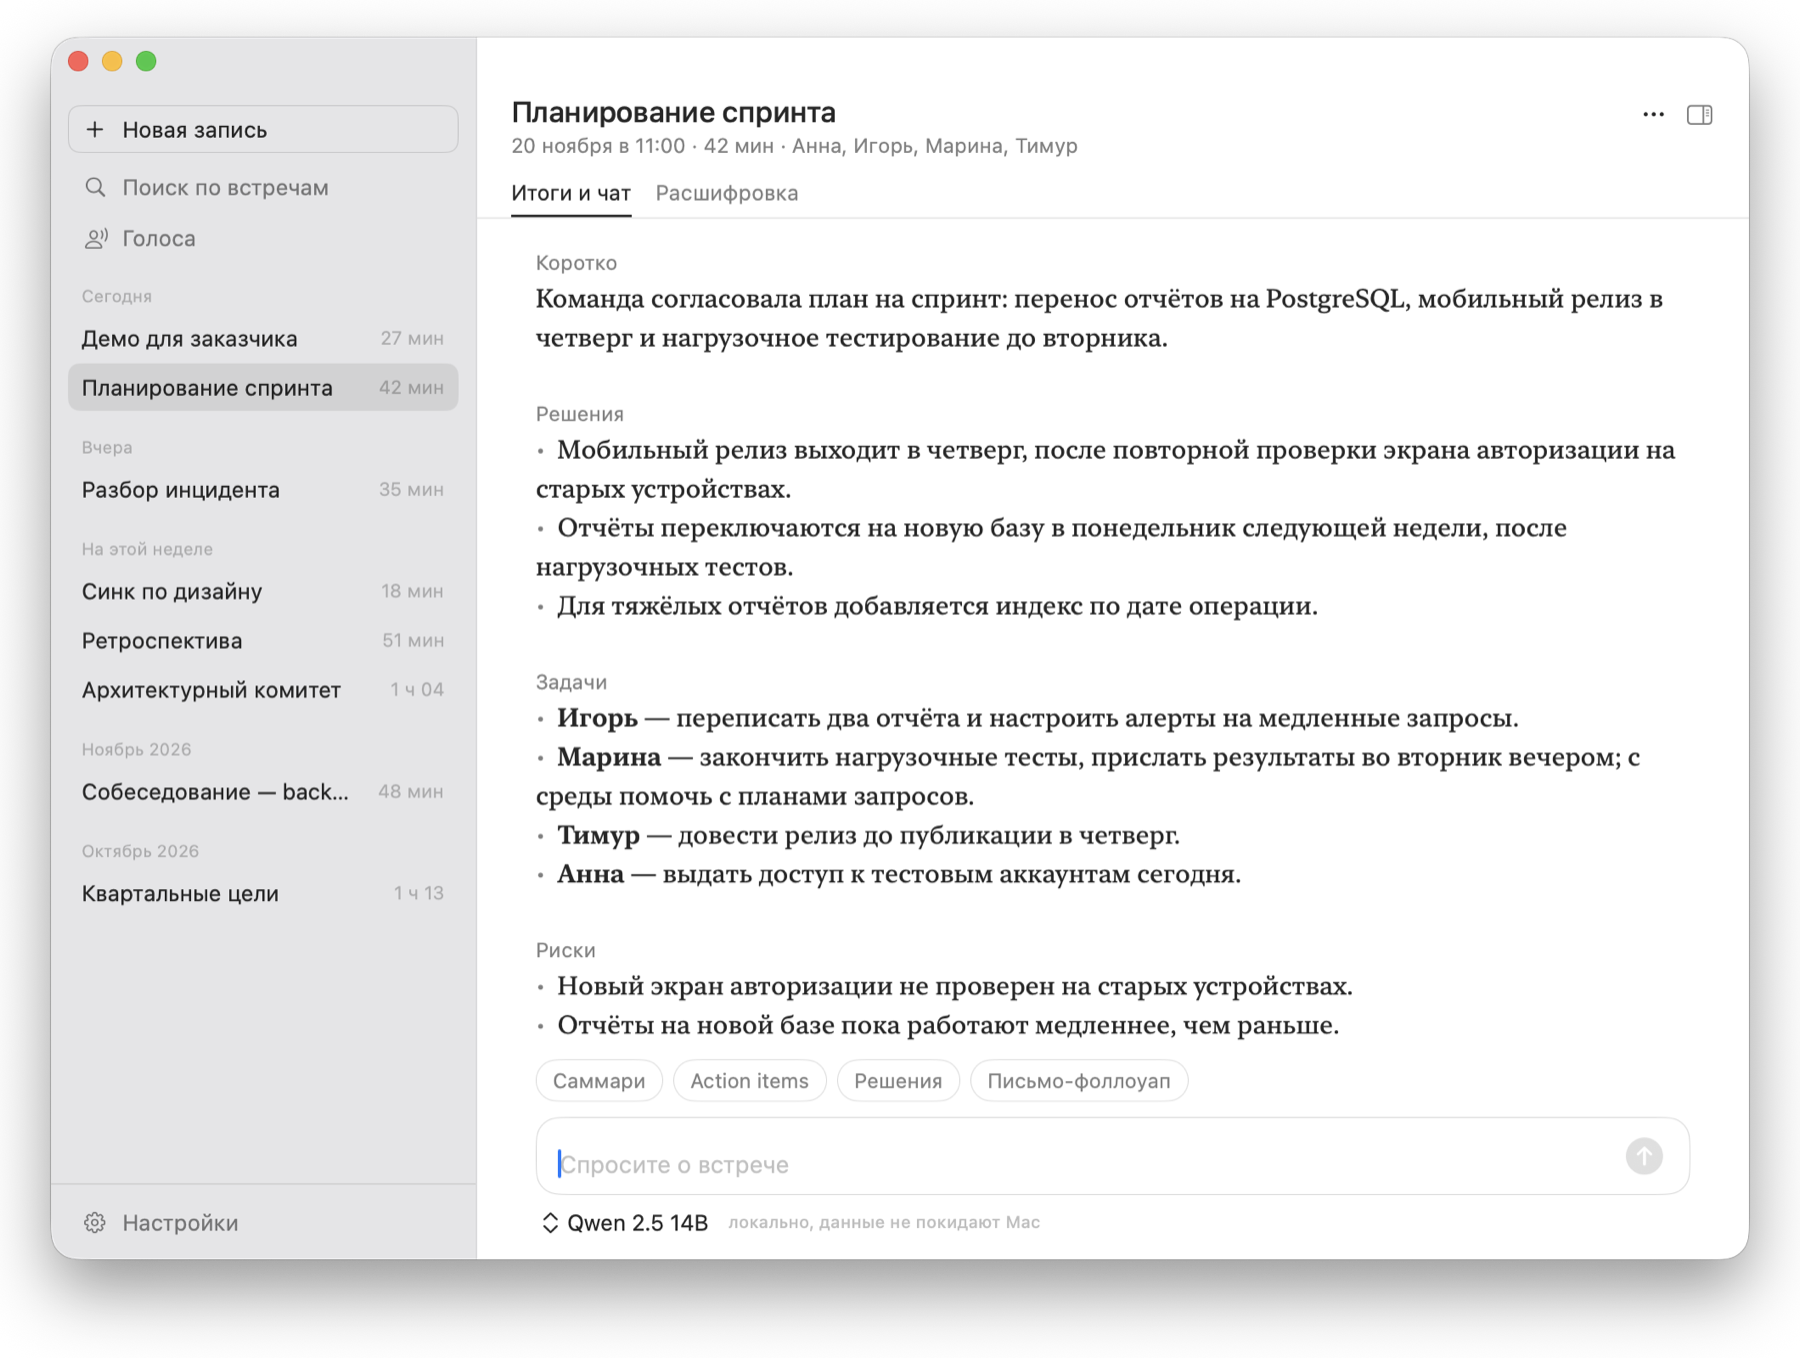 Новая запись
Поиск по встречам
Голоса
Сегодня
Демо для заказчика 27 мин
Планирование спринта 42 мин
Вчера
Разбор инцидента 35 мин
На этой неделе
Синк по дизайну 18 мин
Ретроспектива 51 мин
Архитектурный комитет 1 ч 04
Ноябрь 2026
Собеседование — back... 48 мин
Октябрь 2026
Квартальные цели 1 ч 13
Настройки
Планирование спринта
20 ноября в 11:00 · 42 мин · Анна, Игорь, Марина, Тимур
Итоги и чат Расшифровка
Коротко
Команда согласовала план на спринт: перенос отчётов на PostgreSQL, мобильный релиз в
четверг и нагрузочное тестирование до вторника.
Решения
• Мобильный релиз выходит в четверг, после повторной проверки экрана авторизации на
старых устройствах.
• Отчёты переключаются на новую базу в понедельник следующей недели, после
нагрузочных тестов.
• Для тяжёлых отчётов добавляется индекс по дате операции.
Задачи
• Игорь — переписать два отчёта и настроить алерты на медленные запросы.
• Марина — закончить нагрузочные тесты, прислать результаты во вторник вечером; с
среды помочь с планами запросов.
• Тимур — довести релиз до публикации в четверг.
• Анна — выдать доступ к тестовым аккаунтам сегодня.
Риски
• Новый экран авторизации не проверен на старых устройствах.
• Отчёты на новой базе пока работают медленнее, чем раньше.
Саммари Action items Решения Письмо-фоллоуап
Спросите о встрече
Qwen 2.5 14B локально, данные не покидают Mac